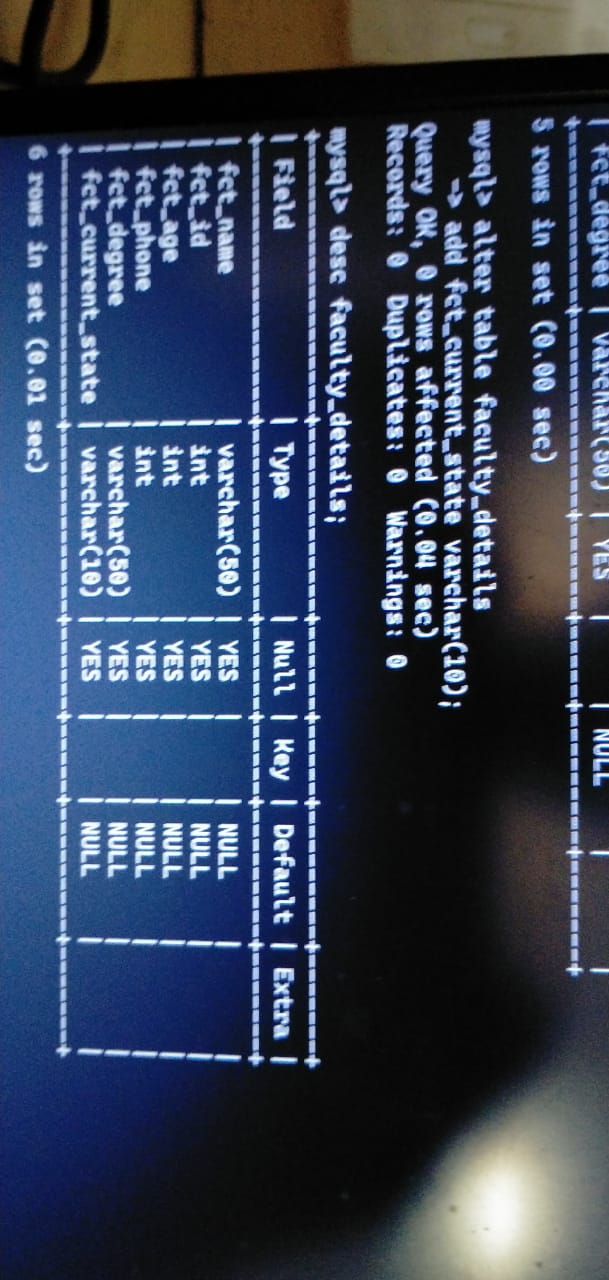 | fct_degree | varchar(50) | YES | | NULL | |
+------------+-------------+------+-----+---------+-------+
5 rows in set (0.00 sec)
mysql> alter table faculty_details
-> add fct_current_state varchar(10);
Query OK, 0 rows affected (0.04 sec)
Records: 0 Duplicates: 0 Warnings: 0
mysql> desc faculty_details;
+-------------------+-------------+------+-----+---------+-------+
| Field | Type | Null | Key | Default | Extra |
+-------------------+-------------+------+-----+---------+-------+
| fct_name | varchar(50) | YES | | NULL | |
| fct_id | int | YES | | NULL | |
| fct_age | int | YES | | NULL | |
| fct_phone | int | YES | | NULL | |
| fct_degree | varchar(50) | YES | | NULL | |
| fct_current_state | varchar(10) | YES | | NULL | |
+-------------------+-------------+------+-----+---------+-------+
6 rows in set (0.01 sec)